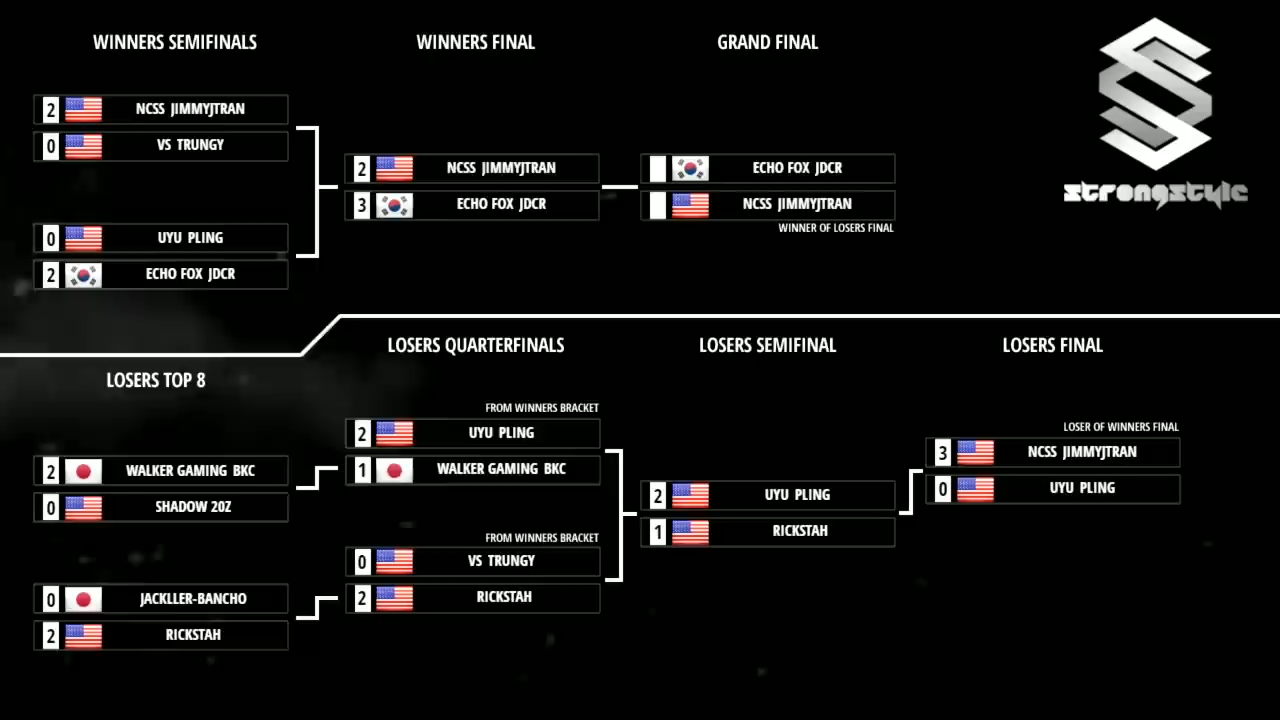 WINNERS SEMIFINALS
WINNERS FINAL
GRAND FINAL
2 NCSS JIMMYJTRAN
0 VS TRUNGY
0 UYU PLING
2 ECHO FOX JDCR
2 NCSS JIMMYJTRAN
3 ECHO FOX JDCR
ECHO FOX JDCR
NCSS JIMMYJTRAN
WINNER OF LOSERS FINAL
strongstyle
LOSERS TOP 8
LOSERS QUARTERFINALS
LOSERS SEMIFINAL
LOSERS FINAL
2 WALKER GAMING BKC
0 SHADOW 20Z
0 JACKLLER-BANCHO
2 RICKSTAH
FROM WINNERS BRACKET
2 UYU PLING
1 WALKER GAMING BKC
FROM WINNERS BRACKET
0 VS TRUNGY
2 RICKSTAH
2 UYU PLING
1 RICKSTAH
LOSER OF WINNERS FINAL
3 NCSS JIMMYJTRAN
0 UYU PLING